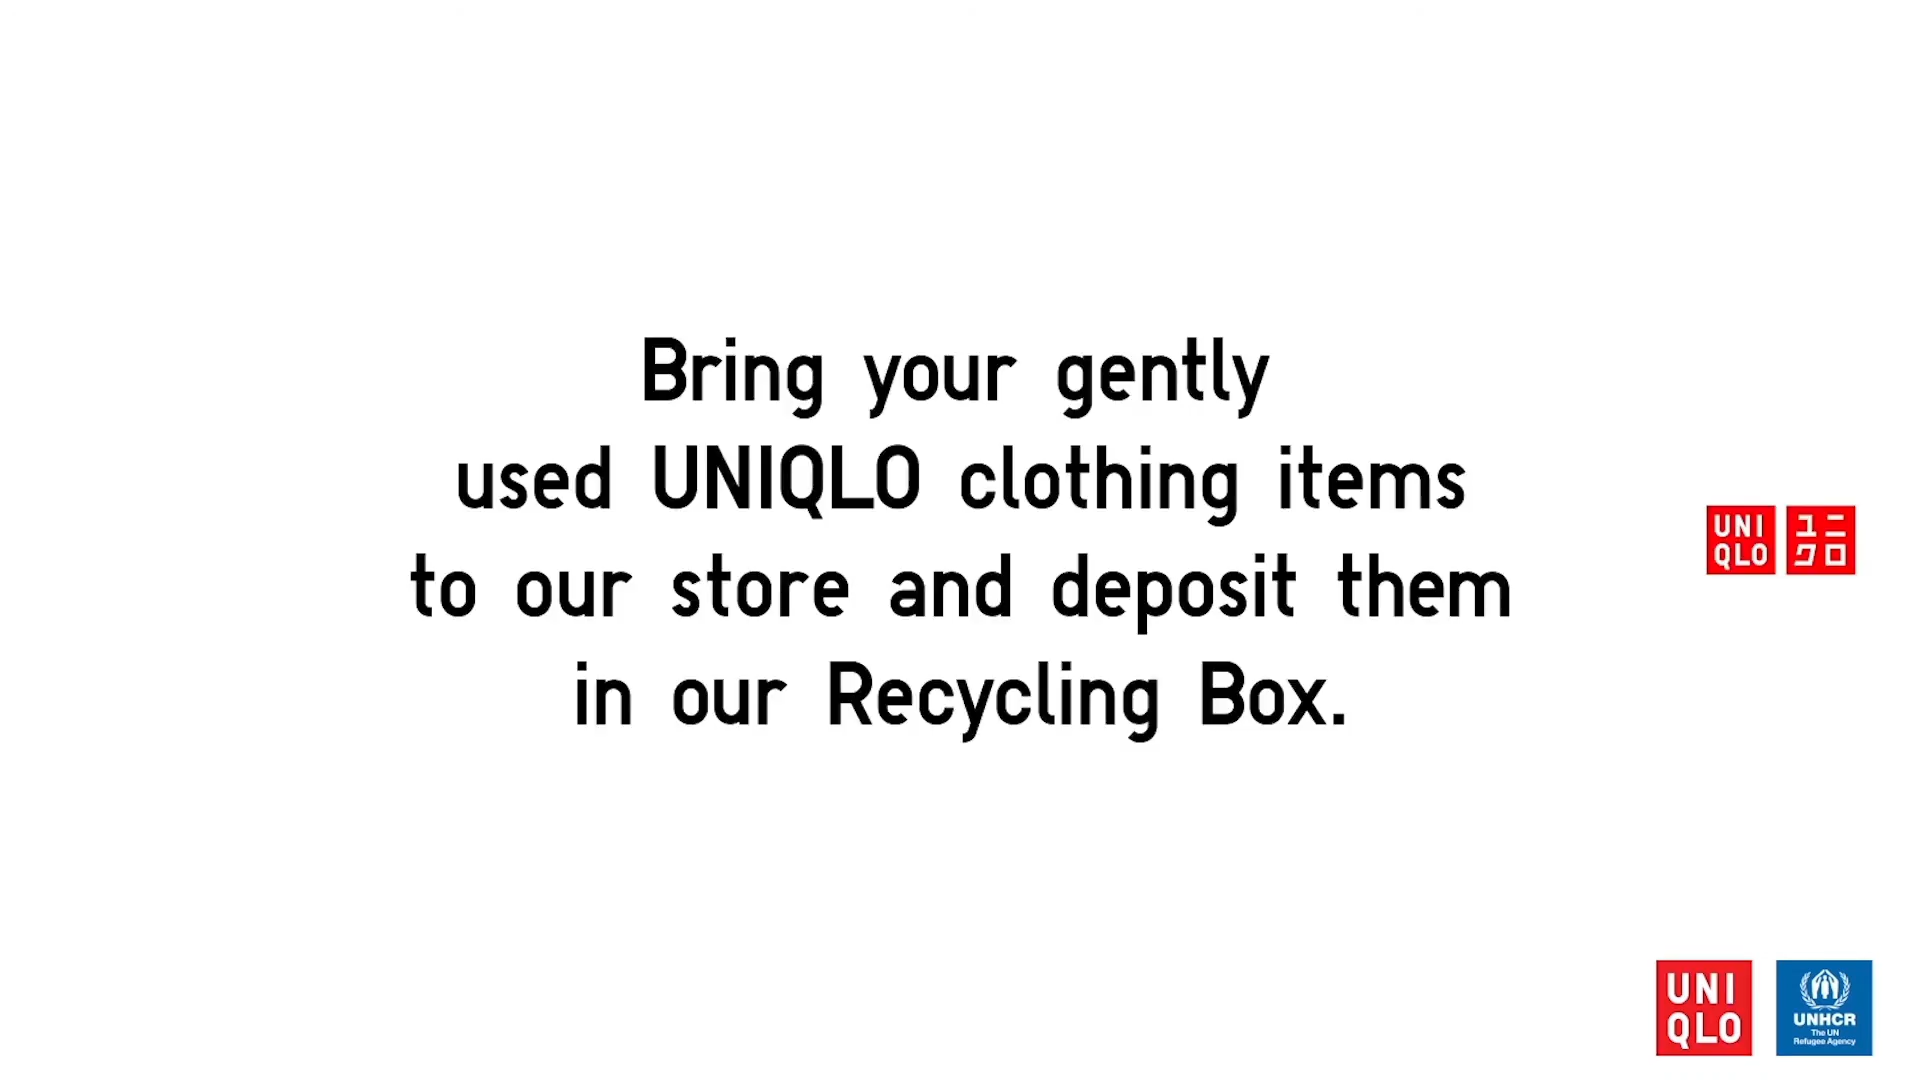 Bring your gently
used UNIQLO clothing items
to our store and deposit them
in our Recycling Box.
UNI
QLO
ユニ
クロ
UNI
QLO
UNHCR
The UN
Refugee Agency